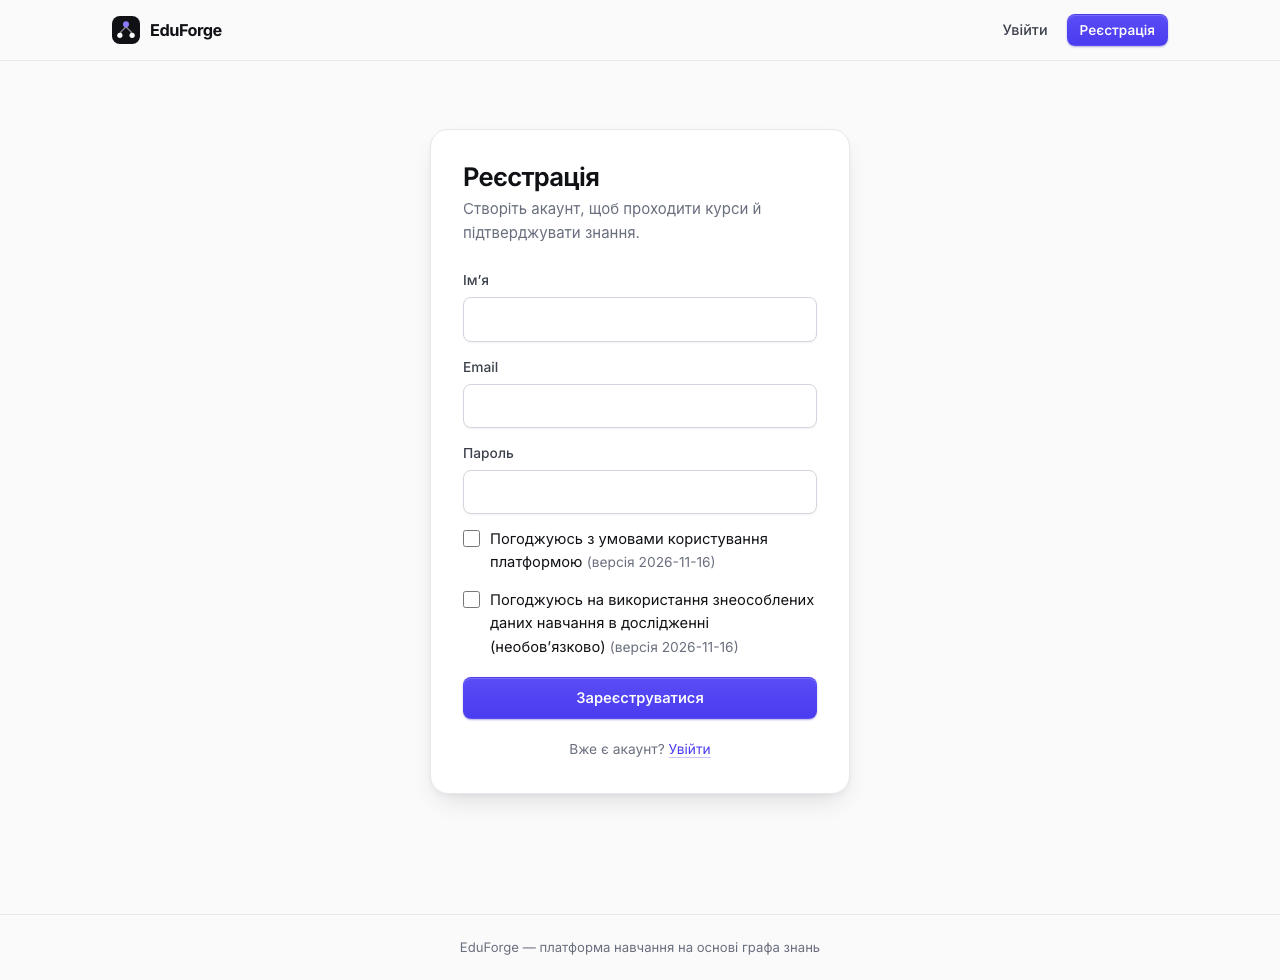 EduForge
Увійти
Реєстрація
Реєстрація
Створіть акаунт, щоб проходити курси й
підтверджувати знання.
Ім’я
Email
Пароль
Погоджуюсь з умовами користування
платформою (версія 2026-11-16)
Погоджуюсь на використання знеособлених
даних навчання в дослідженні
(необов’язково) (версія 2026-11-16)
Зареєструватися
Вже є акаунт? Увійти
EduForge — платформа навчання на основі графа знань